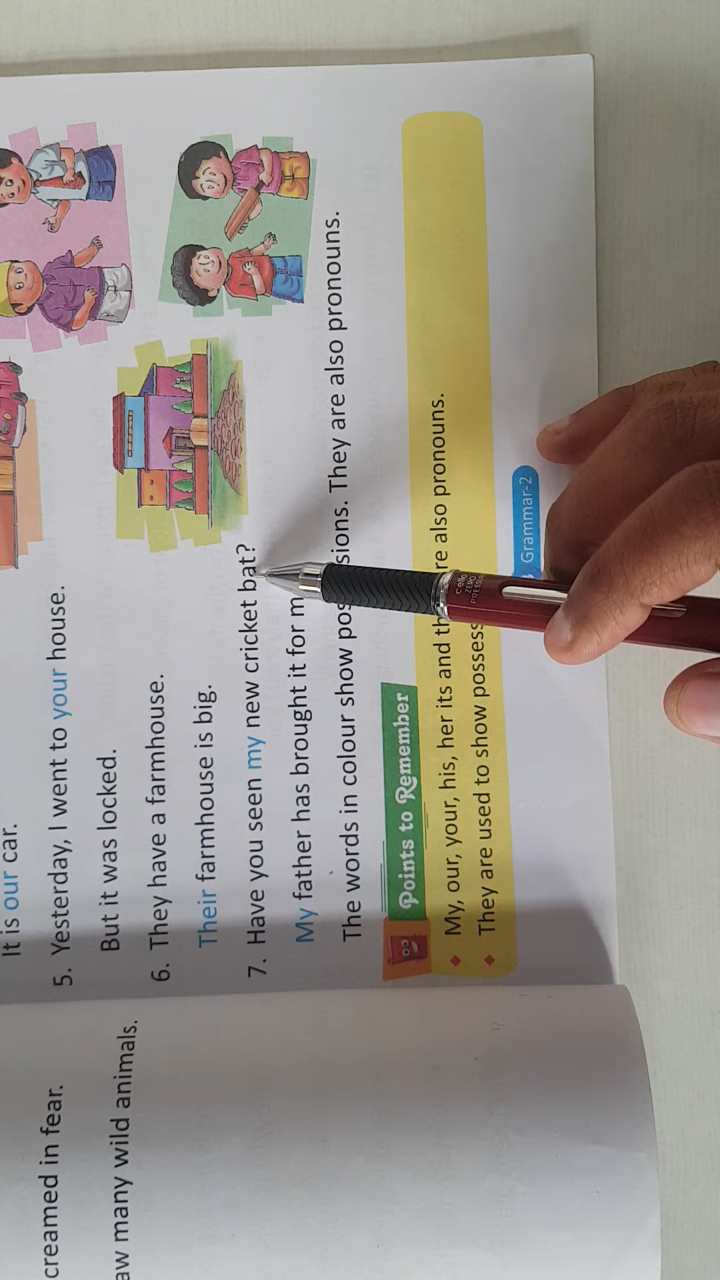 It is our car.
5. Yesterday, I went to your house.
But it was locked.
6. They have a farmhouse.
Their farmhouse is big.
7. Have you seen my new cricket bat?
My father has brought it for m
The words in colour show pos sions. They are also pronouns.
Points to Remember
My, our, your, his, her its and th re also pronouns.
They are used to show possess
Grammar-2
creamed in fear.
aw many wild animals.
cello
ZERO
PRESSUR